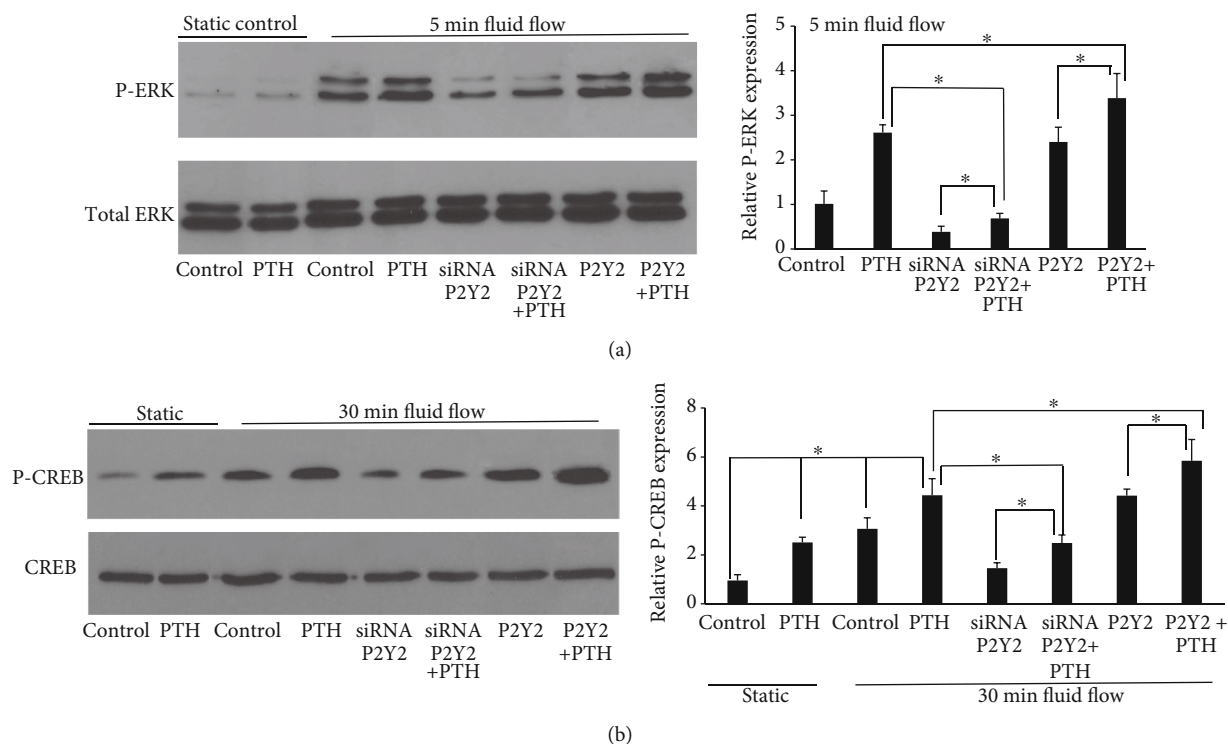 Static control
5 min fluid flow
P-ERK
Total ERK
Control PTH Control PTH siRNA siRNA P2Y2 P2Y2
P2Y2 P2Y2 +PTH
+PTH
5 min fluid flow
Relative P-ERK expression
5
4
3
2
1
0
*
*
*
*
Control PTH siRNA siRNA P2Y2 P2Y2+
P2Y2 P2Y2+ PTH
PTH
(a)
Static
30 min fluid flow
P-CREB
CREB
Control PTH Control PTH siRNA siRNA P2Y2 P2Y2
P2Y2 P2Y2 +PTH
+PTH
Relative P-CREB expression
8
6
4
2
0
*
*
*
*
*
Control PTH Control PTH siRNA siRNA P2Y2 P2Y2 +
P2Y2 P2Y2+ PTH
PTH
Static
30 min fluid flow
(b)